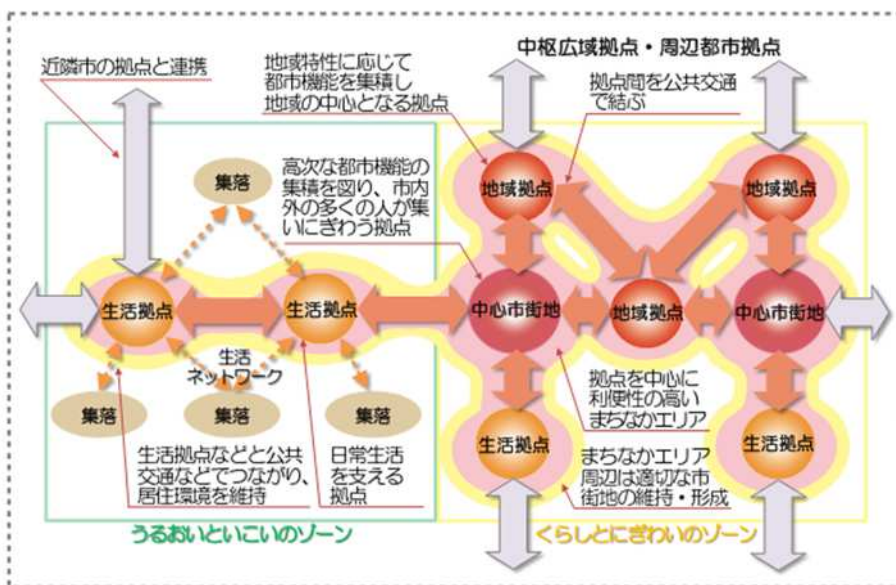 中枢広域拠点・周辺都市拠点
近隣市の拠点と連携
地域特性に応じて
都市機能を集積し
地域の中心となる拠点
拠点間を公共交通
で結ぶ
高次な都市機能の
集積を図り、市内
外の多くの人が集
いにぎわう拠点
集落
地域拠点
地域拠点
生活拠点
生活拠点
中心市街地
地域拠点
中心市街地
生活
ネットワーク
集落
集落
集落
拠点を中心に
利便性の高い
まちなかエリア
生活拠点
生活拠点
生活拠点などと公共
交通などでつながり、
居住環境を維持
日常生活
を支える
拠点
まちなかエリア
周辺は適切な市
街地の維持・形成
うるおいといこいのゾーン
くらしとにぎわいのゾーン